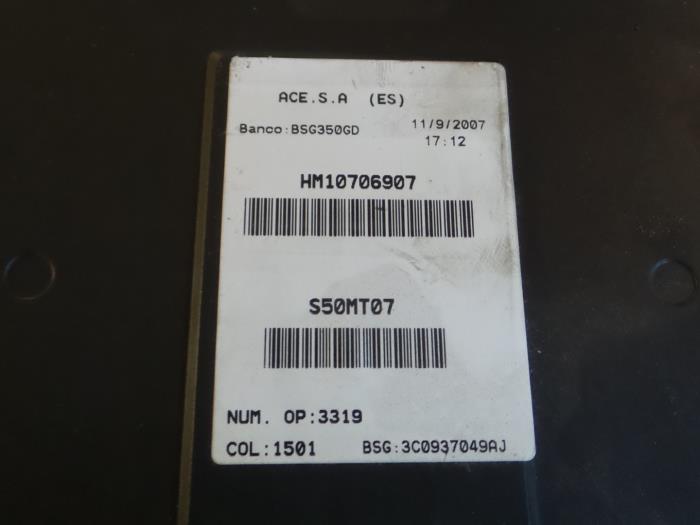 ACE.S.A (ES)
Banco:BSG350GD 11/9/2007
17:12
HM10706907
S50MT07
NUM. OP:3319
COL:1501 BSG:3C0937049AJ